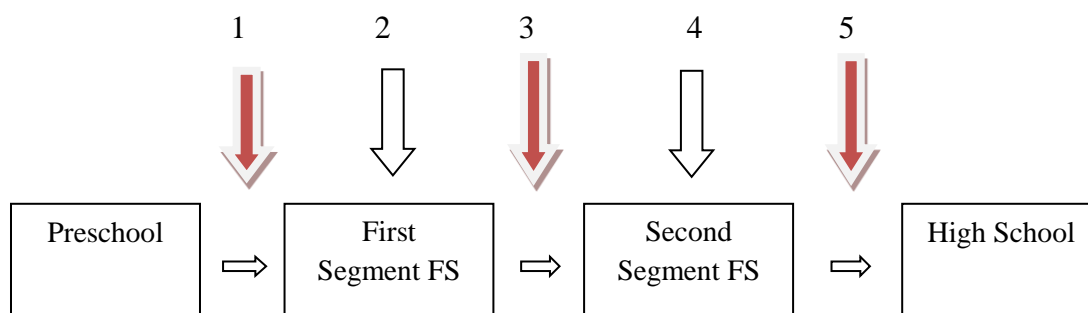 1 2 3 4 5
Preschool
First
Segment FS
Second
Segment FS
High School